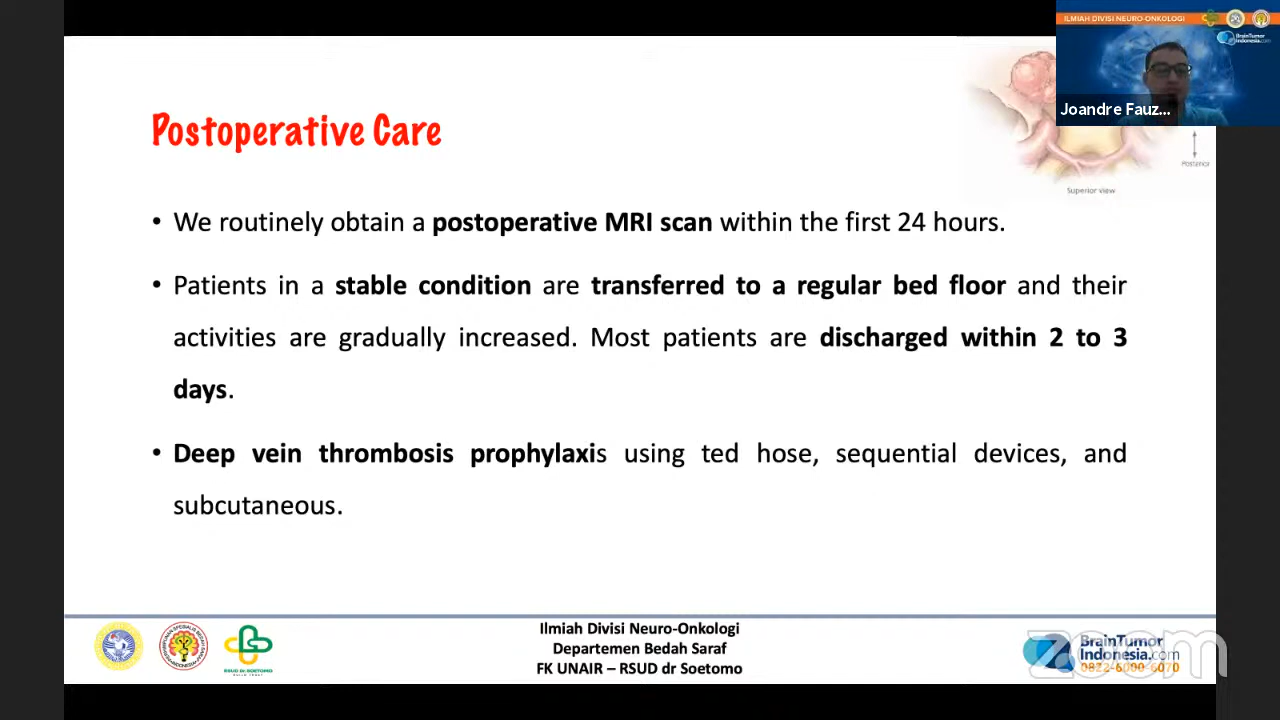 ILMIAH DIVISI NEURO-ONKOLOGI
BrainTumor
Indonesia.com
Joandre Fauz...
Postoperative Care
Posterior
Superior view
• We routinely obtain a postoperative MRI scan within the first 24 hours.
• Patients in a stable condition are transferred to a regular bed floor and their
activities are gradually increased. Most patients are discharged within 2 to 3
days.
• Deep vein thrombosis prophylaxis using ted hose, sequential devices, and
subcutaneous.
RSUD Dr. SOETOMO
Ilmiah Divisi Neuro-Onkologi
Departemen Bedah Saraf
FK UNAIR – RSUD dr Soetomo
BrainTumor
Indonesia.com
0822-6090-6070
zoom